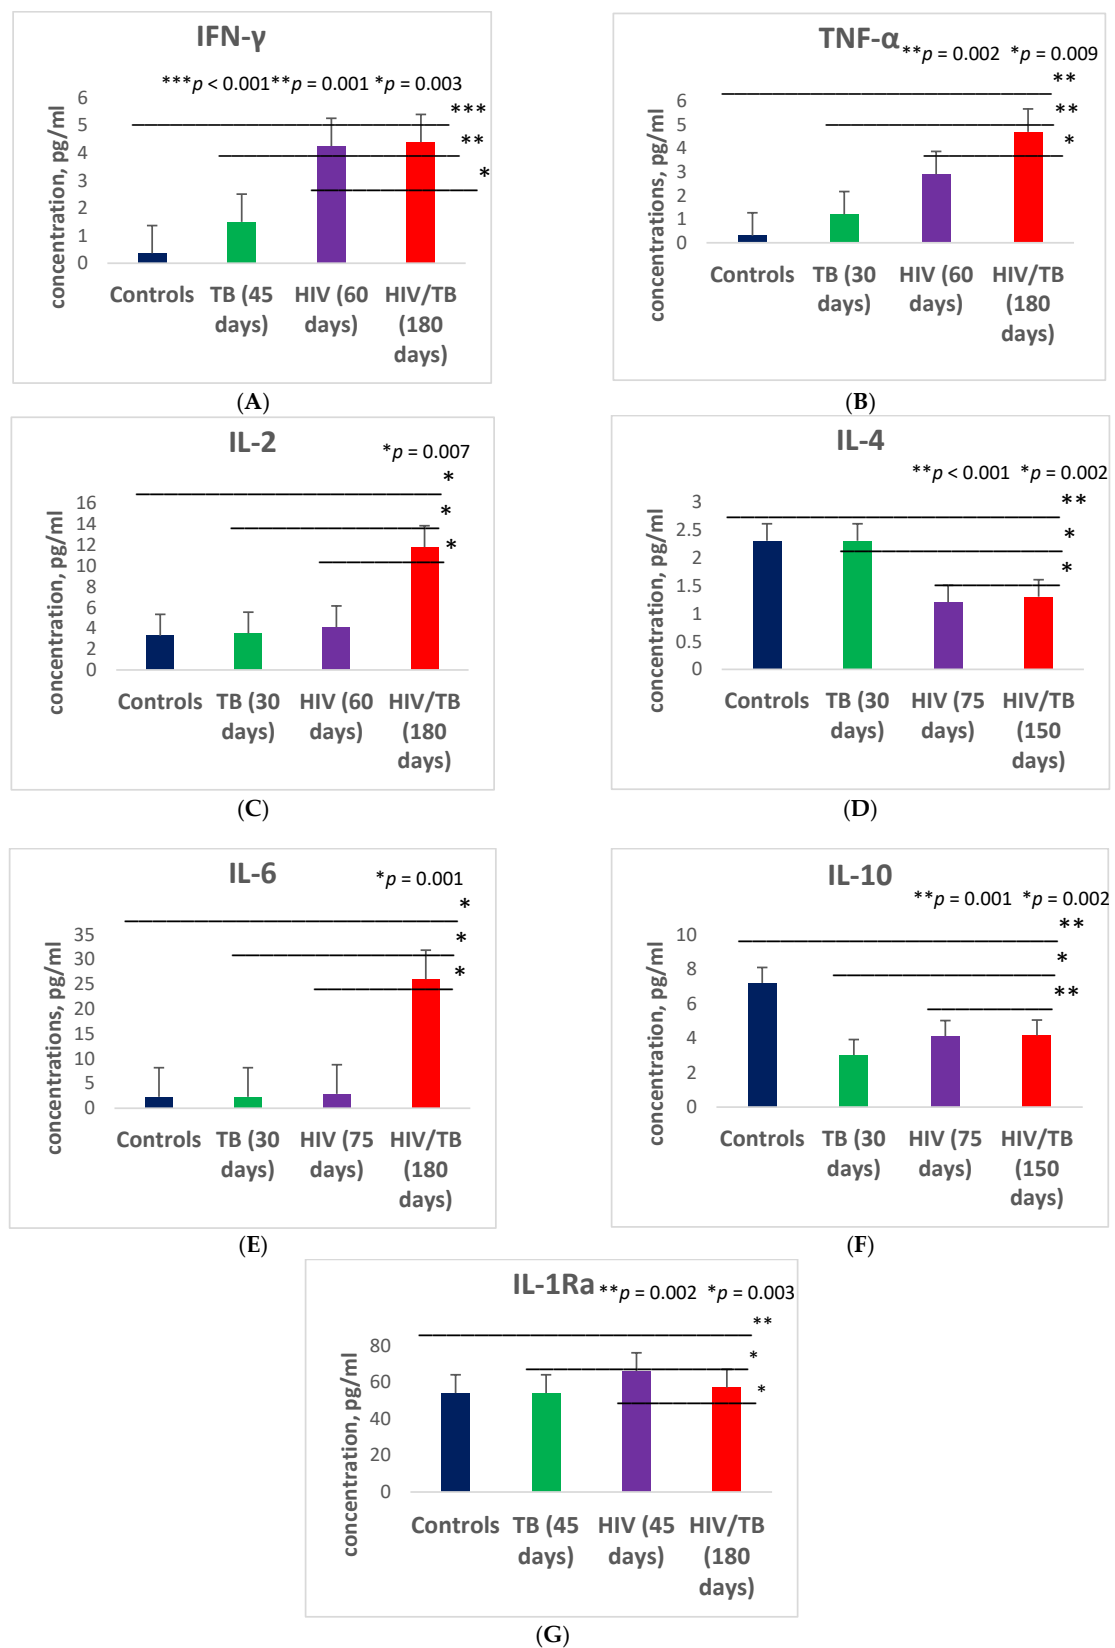 IFN-γ
***p < 0.001 **p = 0.001 *p = 0.003
concentration, pg/ml
6
5
4
3
2
1
0
***
**
*
Controls TB (45 HIV (60 HIV/TB
days) days) (180
days)
(A)
TNF-α
**p = 0.002 *p = 0.009
concentrations, pg/ml
6
5
4
3
2
1
0
**
**
*
Controls TB (30 HIV (60 HIV/TB
days) days) (180
days)
(B)
IL-2
*p = 0.007
concentration, pg/ml
16
14
12
10
8
6
4
2
0
*
*
*
Controls TB (30 HIV (60 HIV/TB
days) days) (180
days)
(C)
IL-4
**p < 0.001 *p = 0.002
concentration, pg/ml
3
2.5
2
1.5
1
0.5
0
**
*
*
Controls TB (30 HIV (75 HIV/TB
days) days) (150
days)
(D)
IL-6
*p = 0.001
concentrations, pg/ml
35
30
25
20
15
10
5
0
*
*
*
Controls TB (30 HIV (75 HIV/TB
days) days) (180
days)
(E)
IL-10
**p = 0.001 *p = 0.002
concentration, pg/ml
10
8
6
4
2
0
**
*
**
Controls TB (30 HIV (75 HIV/TB
days) days) (150
days)
(F)
IL-1Ra
**p = 0.002 *p = 0.003
concentration, pg/ml
80
60
40
20
0
**
*
*
Controls TB (45 HIV (45 HIV/TB
days) days) (180
days)
(G)